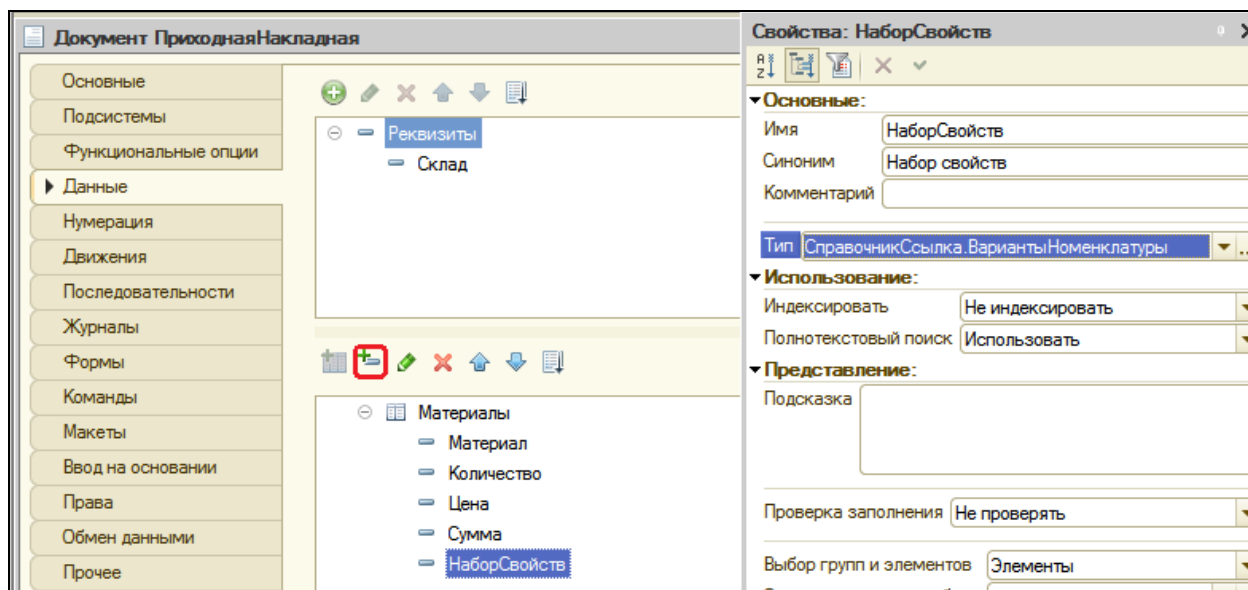 Документ ПриходнаяНакладная
Основные
Подсистемы
Функциональные опции
Данные
Нумерация
Движения
Последовательности
Журналы
Формы
Команды
Макеты
Ввод на основании
Права
Обмен данными
Прочее
Реквизиты
Склад
Материалы
Материал
Количество
Цена
Сумма
НаборСвойств
Свойства: НаборСвойств
Основные:
Имя НаборСвойств
Синоним Набор свойств
Комментарий
Тип СправочникСсылка.ВариантыНоменклатуры ...
Использование:
Индексировать Не индексировать
Полнотекстовый поиск Использовать
Представление:
Подсказка
Проверка заполнения Не проверять
Выбор групп и элементов Элементы